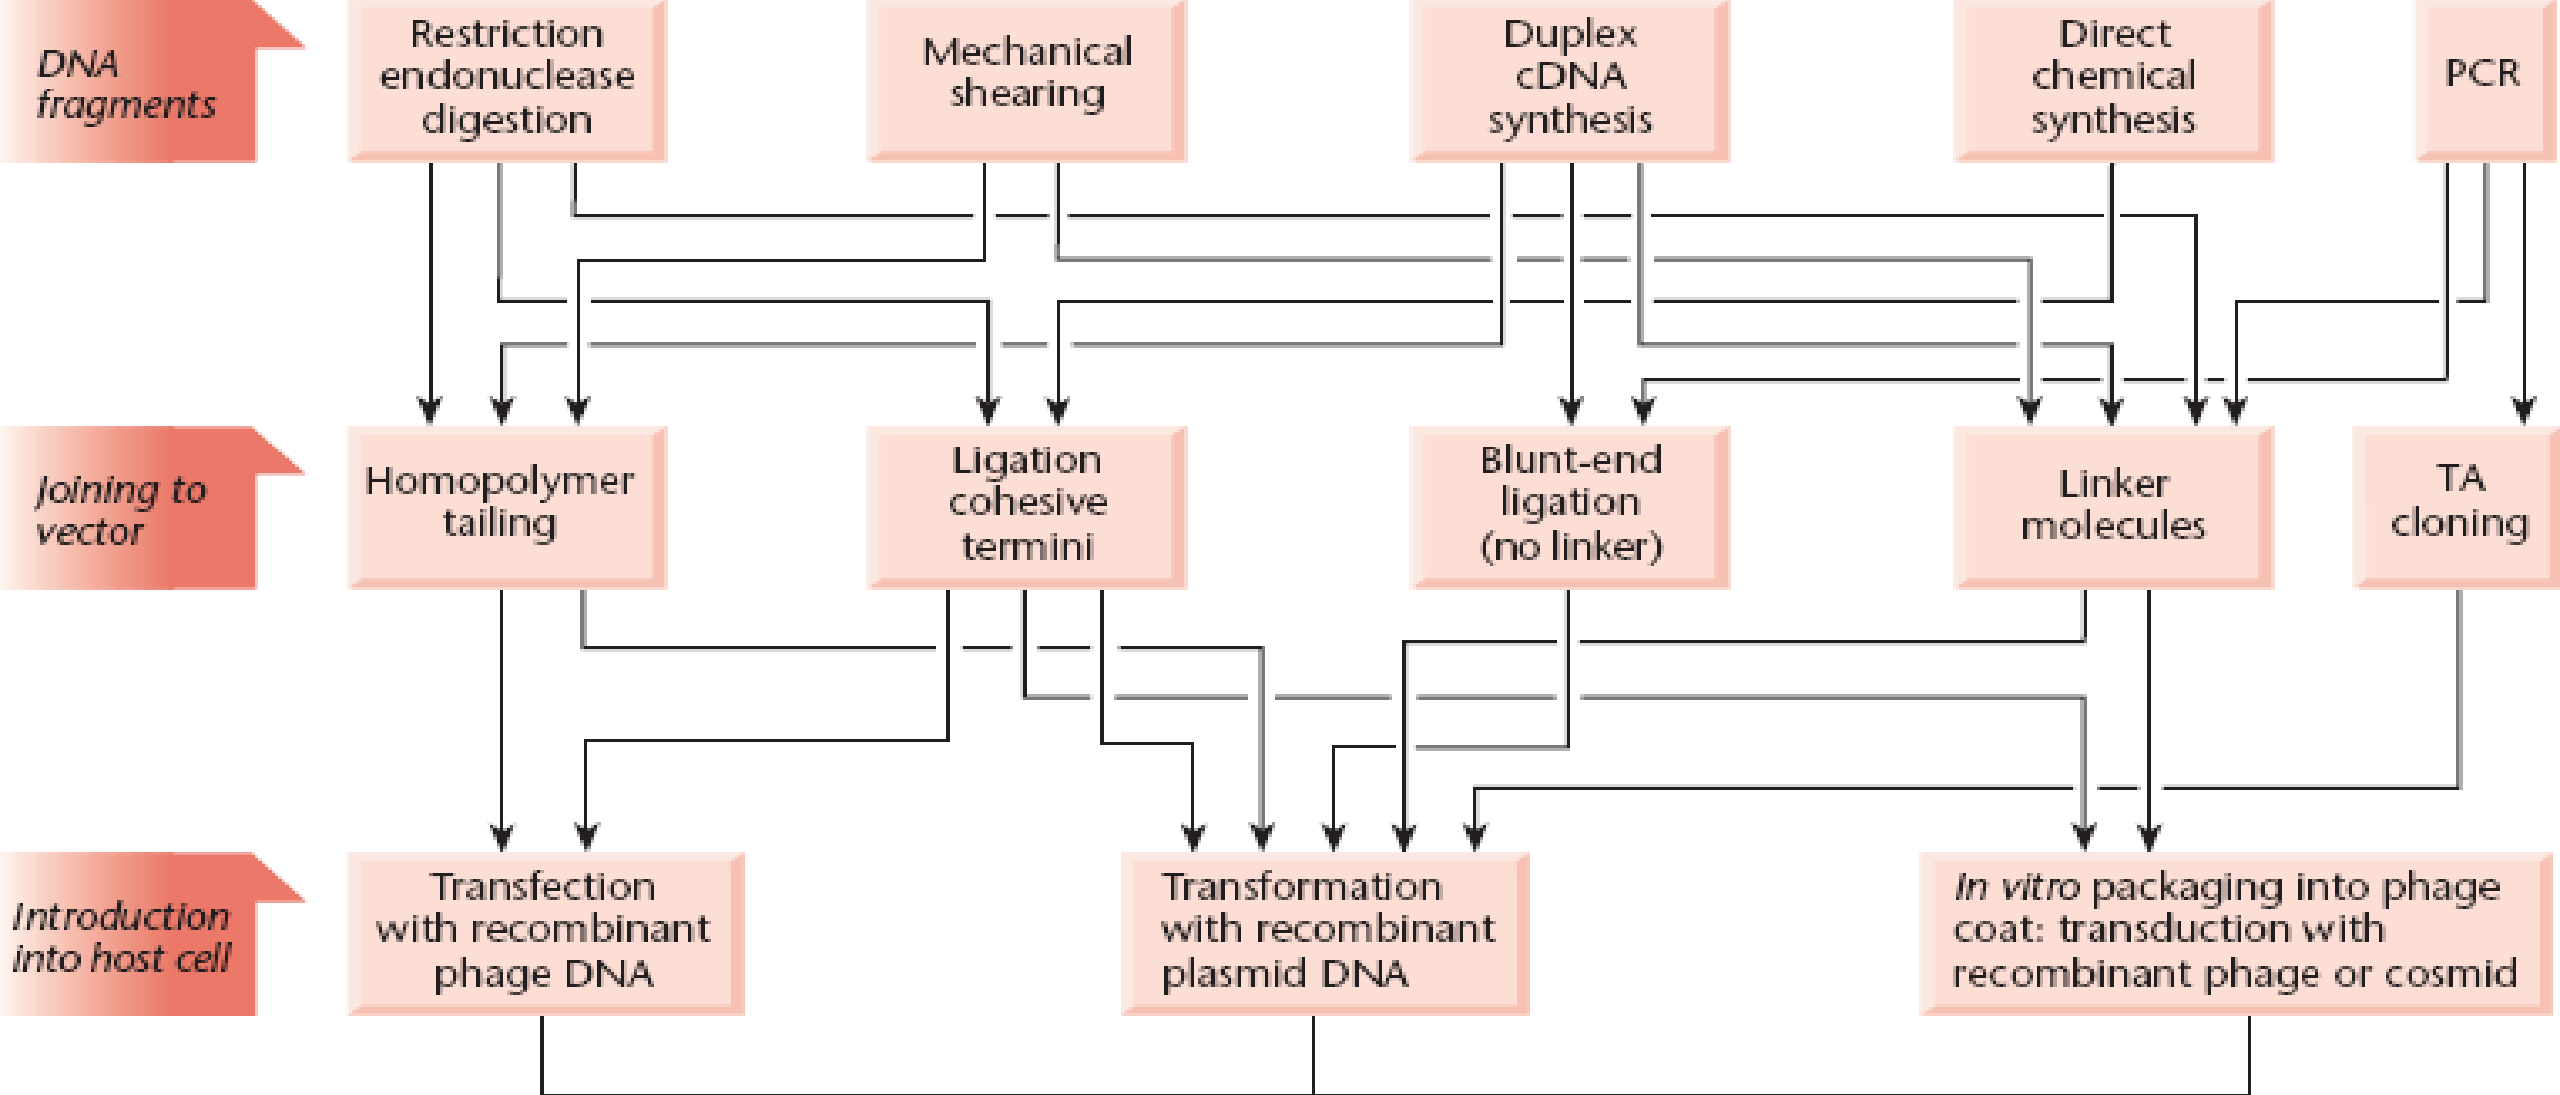 DNA
fragments
Restriction
endonuclease
digestion
Mechanical
shearing
Duplex
cDNA
synthesis
Direct
chemical
synthesis
PCR
Joining to
vector
Homopolymer
tailing
Ligation
cohesive
termini
Blunt-end
ligation
(no linker)
Linker
molecules
TA
cloning
Introduction
into host cell
Transfection
with recombinant
phage DNA
Transformation
with recombinant
plasmid DNA
In vitro packaging into phage
coat: transduction with
recombinant phage or cosmid